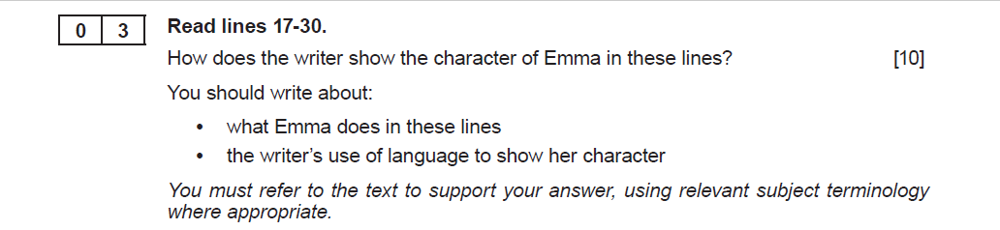 0 3 Read lines 17-30.
How does the writer show the character of Emma in these lines? [10]
You should write about:
• what Emma does in these lines
• the writer's use of language to show her character
You must refer to the text to support your answer, using relevant subject terminology
where appropriate.